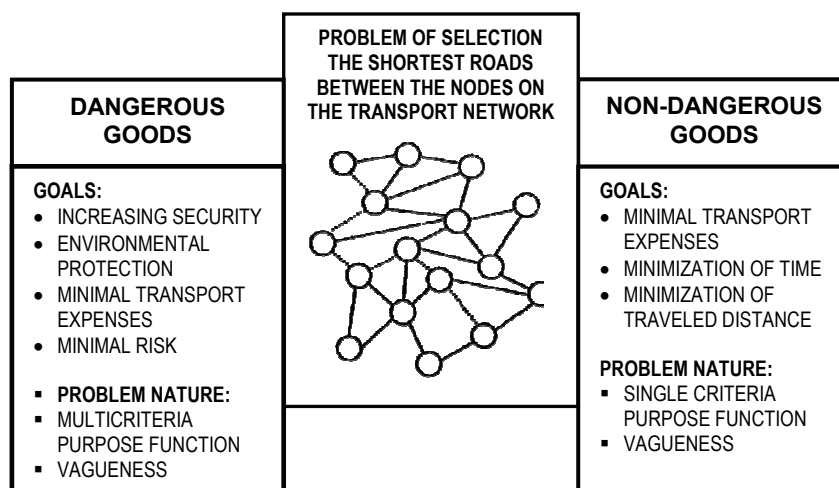 PROBLEM OF SELECTION
THE SHORTEST ROADS
BETWEEN THE NODES ON
THE TRANSPORT NETWORK
DANGEROUS
GOODS
GOALS:
● INCREASING SECURITY
● ENVIRONMENTAL
PROTECTION
● MINIMAL TRANSPORT
EXPENSES
● MINIMAL RISK
▪ PROBLEM NATURE:
▪ MULTICRITERIA
PURPOSE FUNCTION
▪ VAGUENESS
NON-DANGEROUS
GOODS
GOALS:
● MINIMAL TRANSPORT
EXPENSES
● MINIMIZATION OF TIME
● MINIMIZATION OF
TRAVELED DISTANCE
PROBLEM NATURE:
▪ SINGLE CRITERIA
PURPOSE FUNCTION
▪ VAGUENESS